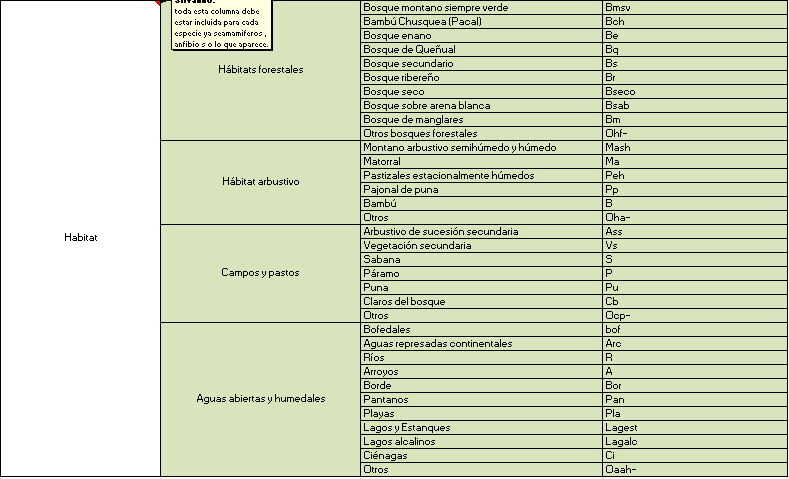 toda esta columna debe
estar incluida para cada
especie ya seamamiferos ,
anfibio s o lo que aparece.
Habitat
Hábitats forestales
Bosque montano siempre verde Bmsv
Bambú Chusquea (Pacal) Bch
Bosque enano Be
Bosque de Queñual Bq
Bosque secundario Bs
Bosque ribereño Br
Bosque seco Bseco
Bosque sobre arena blanca Bsab
Bosque de manglares Bm
Otros bosques forestales Ohf-
Hábitat arbustivo
Montano arbustivo semihúmedo y húmedo Mash
Matorral Ma
Pastizales estacionalmente húmedos Peh
Pajonal de puna Pp
Bambú B
Otros Oha-
Campos y pastos
Arbustivo de sucesión secundaria Ass
Vegetación secundaria Vs
Sabana S
Páramo P
Puna Pu
Claros del bosque Cb
Otros Ocp-
Aguas abiertas y humedales
Bofedales bof
Aguas represadas continentales Arc
Ríos R
Arroyos A
Borde Bor
Pantanos Pan
Playas Pla
Lagos y Estanques Lagest
Lagos alcalinos Lagalc
Ciénagas Ci
Otros Oaah-